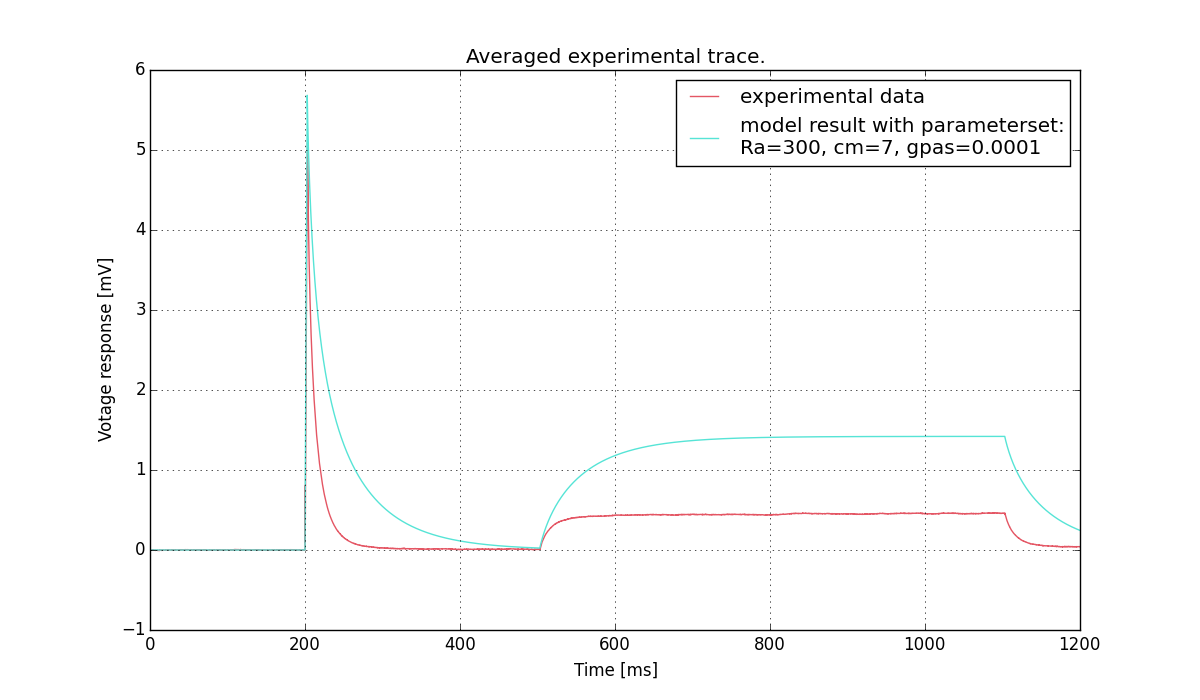 Averaged experimental trace.
experimental data
model result with parameterset:
Ra=300, cm=7, gpas=0.0001
Votage response [mV]
6
5
4
3
2
1
0
−1
0 200 400 600 800 1000 1200
Time [ms]